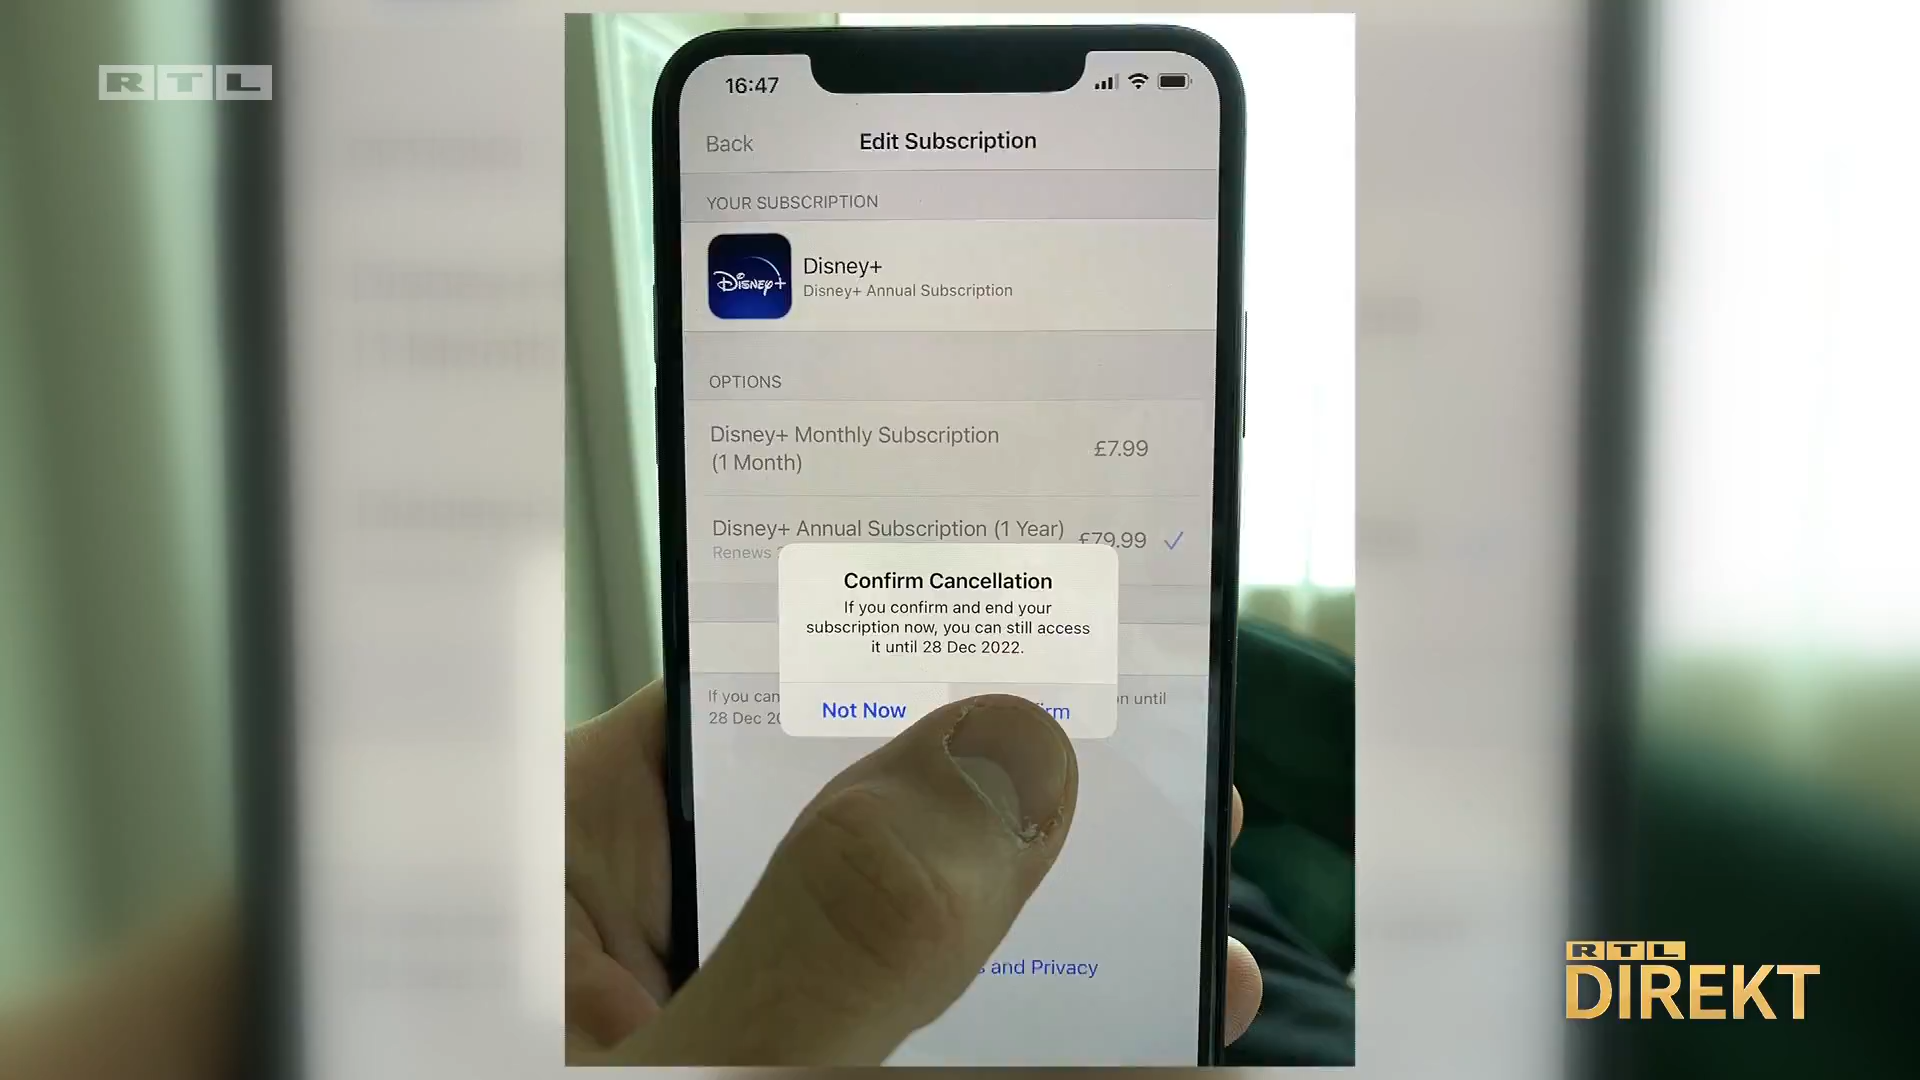 RTL
16:47
Back
Edit Subscription
YOUR SUBSCRIPTION
Disney+
Disney+
Disney+ Annual Subscription
OPTIONS
Disney+ Monthly Subscription
(1 Month)
£7.99
Disney+ Annual Subscription (1 Year)
£79.99
Renews
Confirm Cancellation
If you confirm and end your
subscription now, you can still access
it until 28 Dec 2022.
Not Now
If you
until
28 Dec
and Privacy
RTL
DIREKT